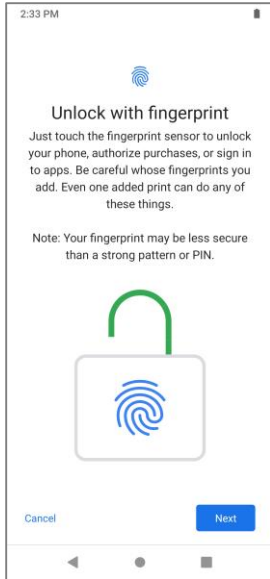 2:33 PM
Unlock with fingerprint
Just touch the fingerprint sensor to unlock
your phone, authorize purchases, or sign in
to apps. Be careful whose fingerprints you
add. Even one added print can do any of
these things.
Note: Your fingerprint may be less secure
than a strong pattern or PIN.
Cancel
Next